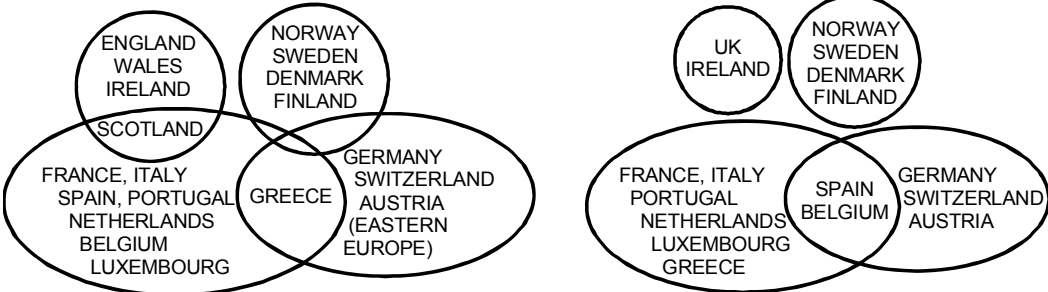 ENGLAND
WALES
IRELAND
SCOTLAND
NORWAY
SWEDEN
DENMARK
FINLAND
FRANCE, ITALY
SPAIN, PORTUGAL
NETHERLANDS
BELGIUM
LUXEMBOURG
GREECE
GERMANY
SWITZERLAND
AUSTRIA
(EASTERN
EUROPE)
UK
IRELAND
NORWAY
SWEDEN
DENMARK
FINLAND
FRANCE, ITALY
PORTUGAL
NETHERLANDS
LUXEMBOURG
GREECE
SPAIN
BELGIUM
GERMANY
SWITZERLAND
AUSTRIA